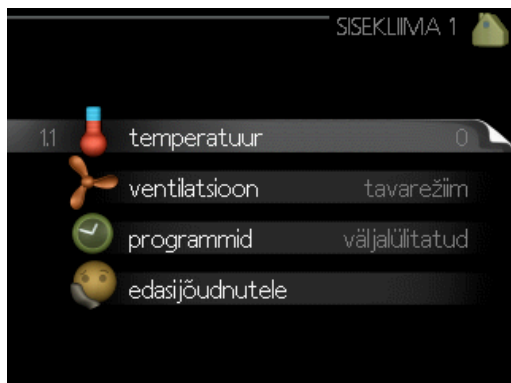 SISEKLIIMA 1
1.1 temperatuur 0
ventilatsioon tavarežiim
programmid väljalülitatud
edasijõudnutele